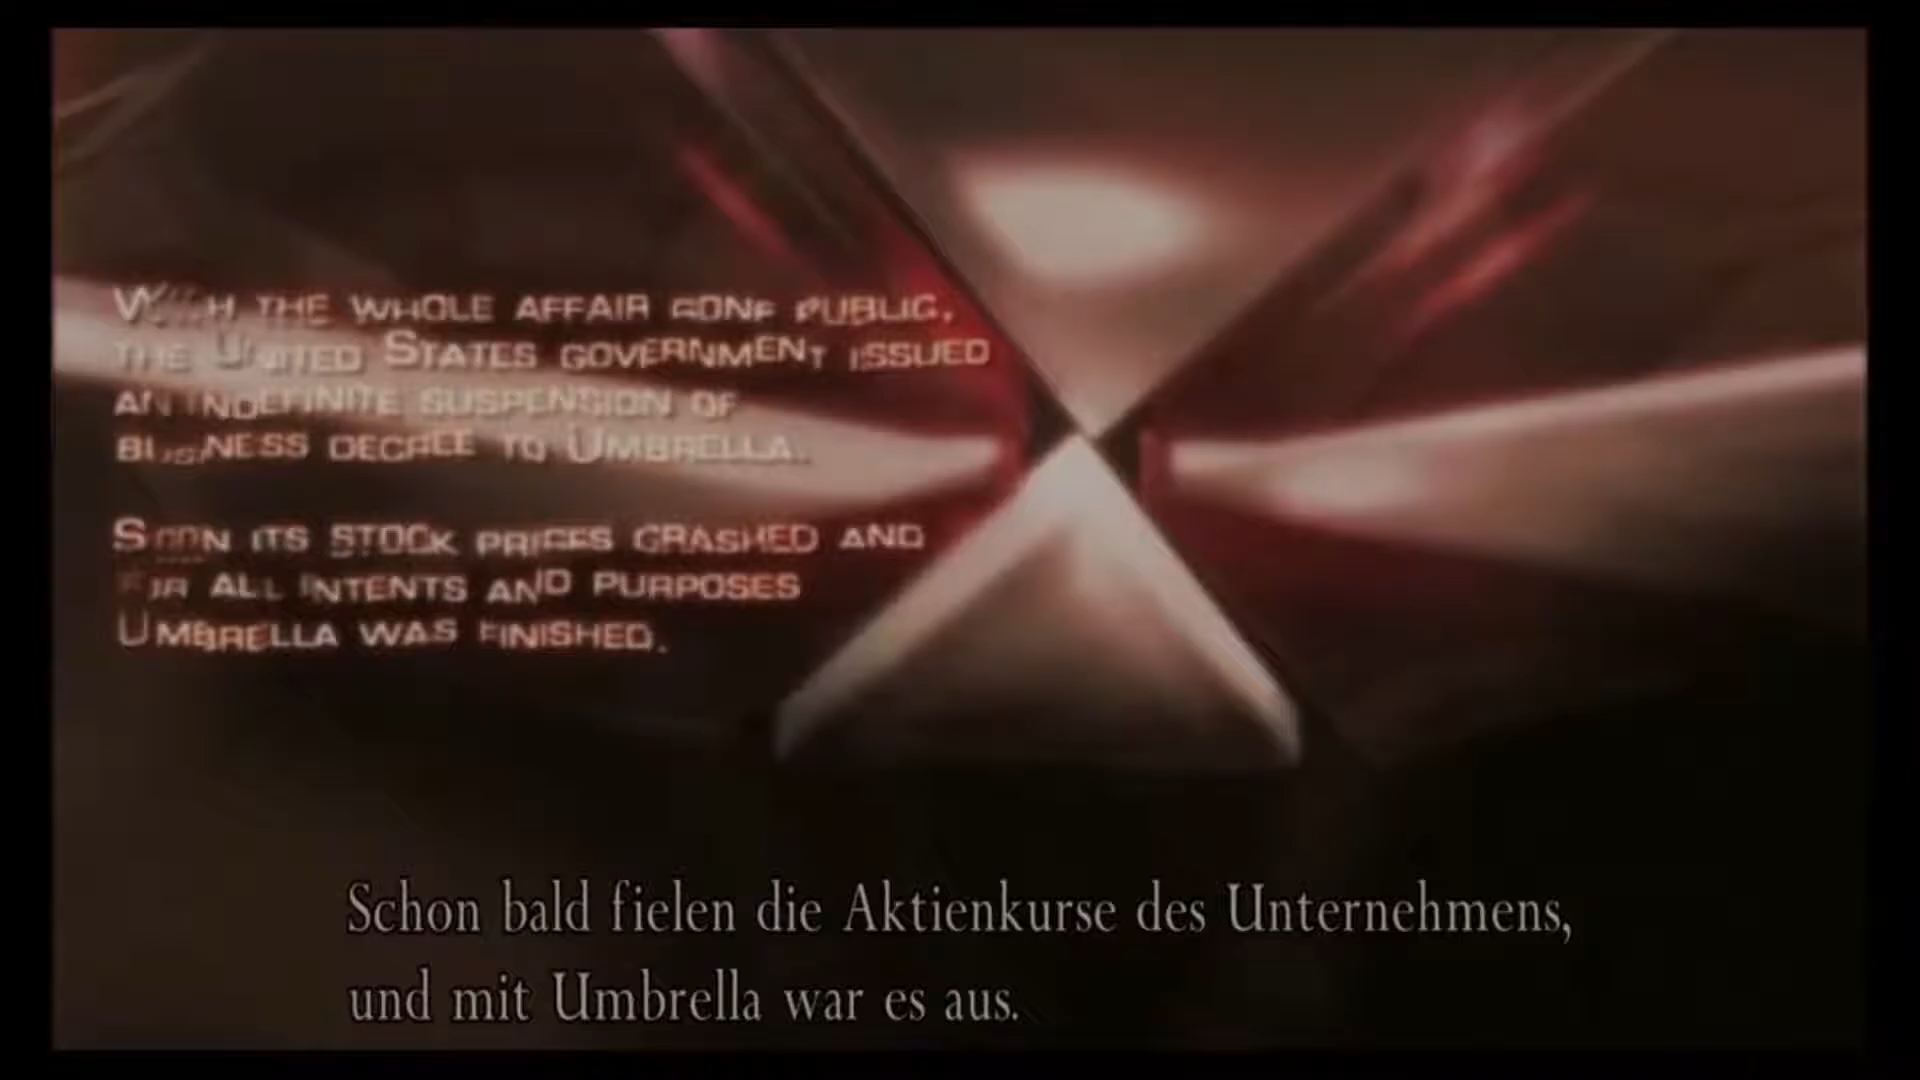 With the whole affair gone public,
the United States government issued
an indefinite suspension of
business decree to Umbrella.
Soon its stock prices crashed and
for all intents and purposes
Umbrella was finished.
Schon bald fielen die Aktienkurse des Unternehmens,
und mit Umbrella war es aus.